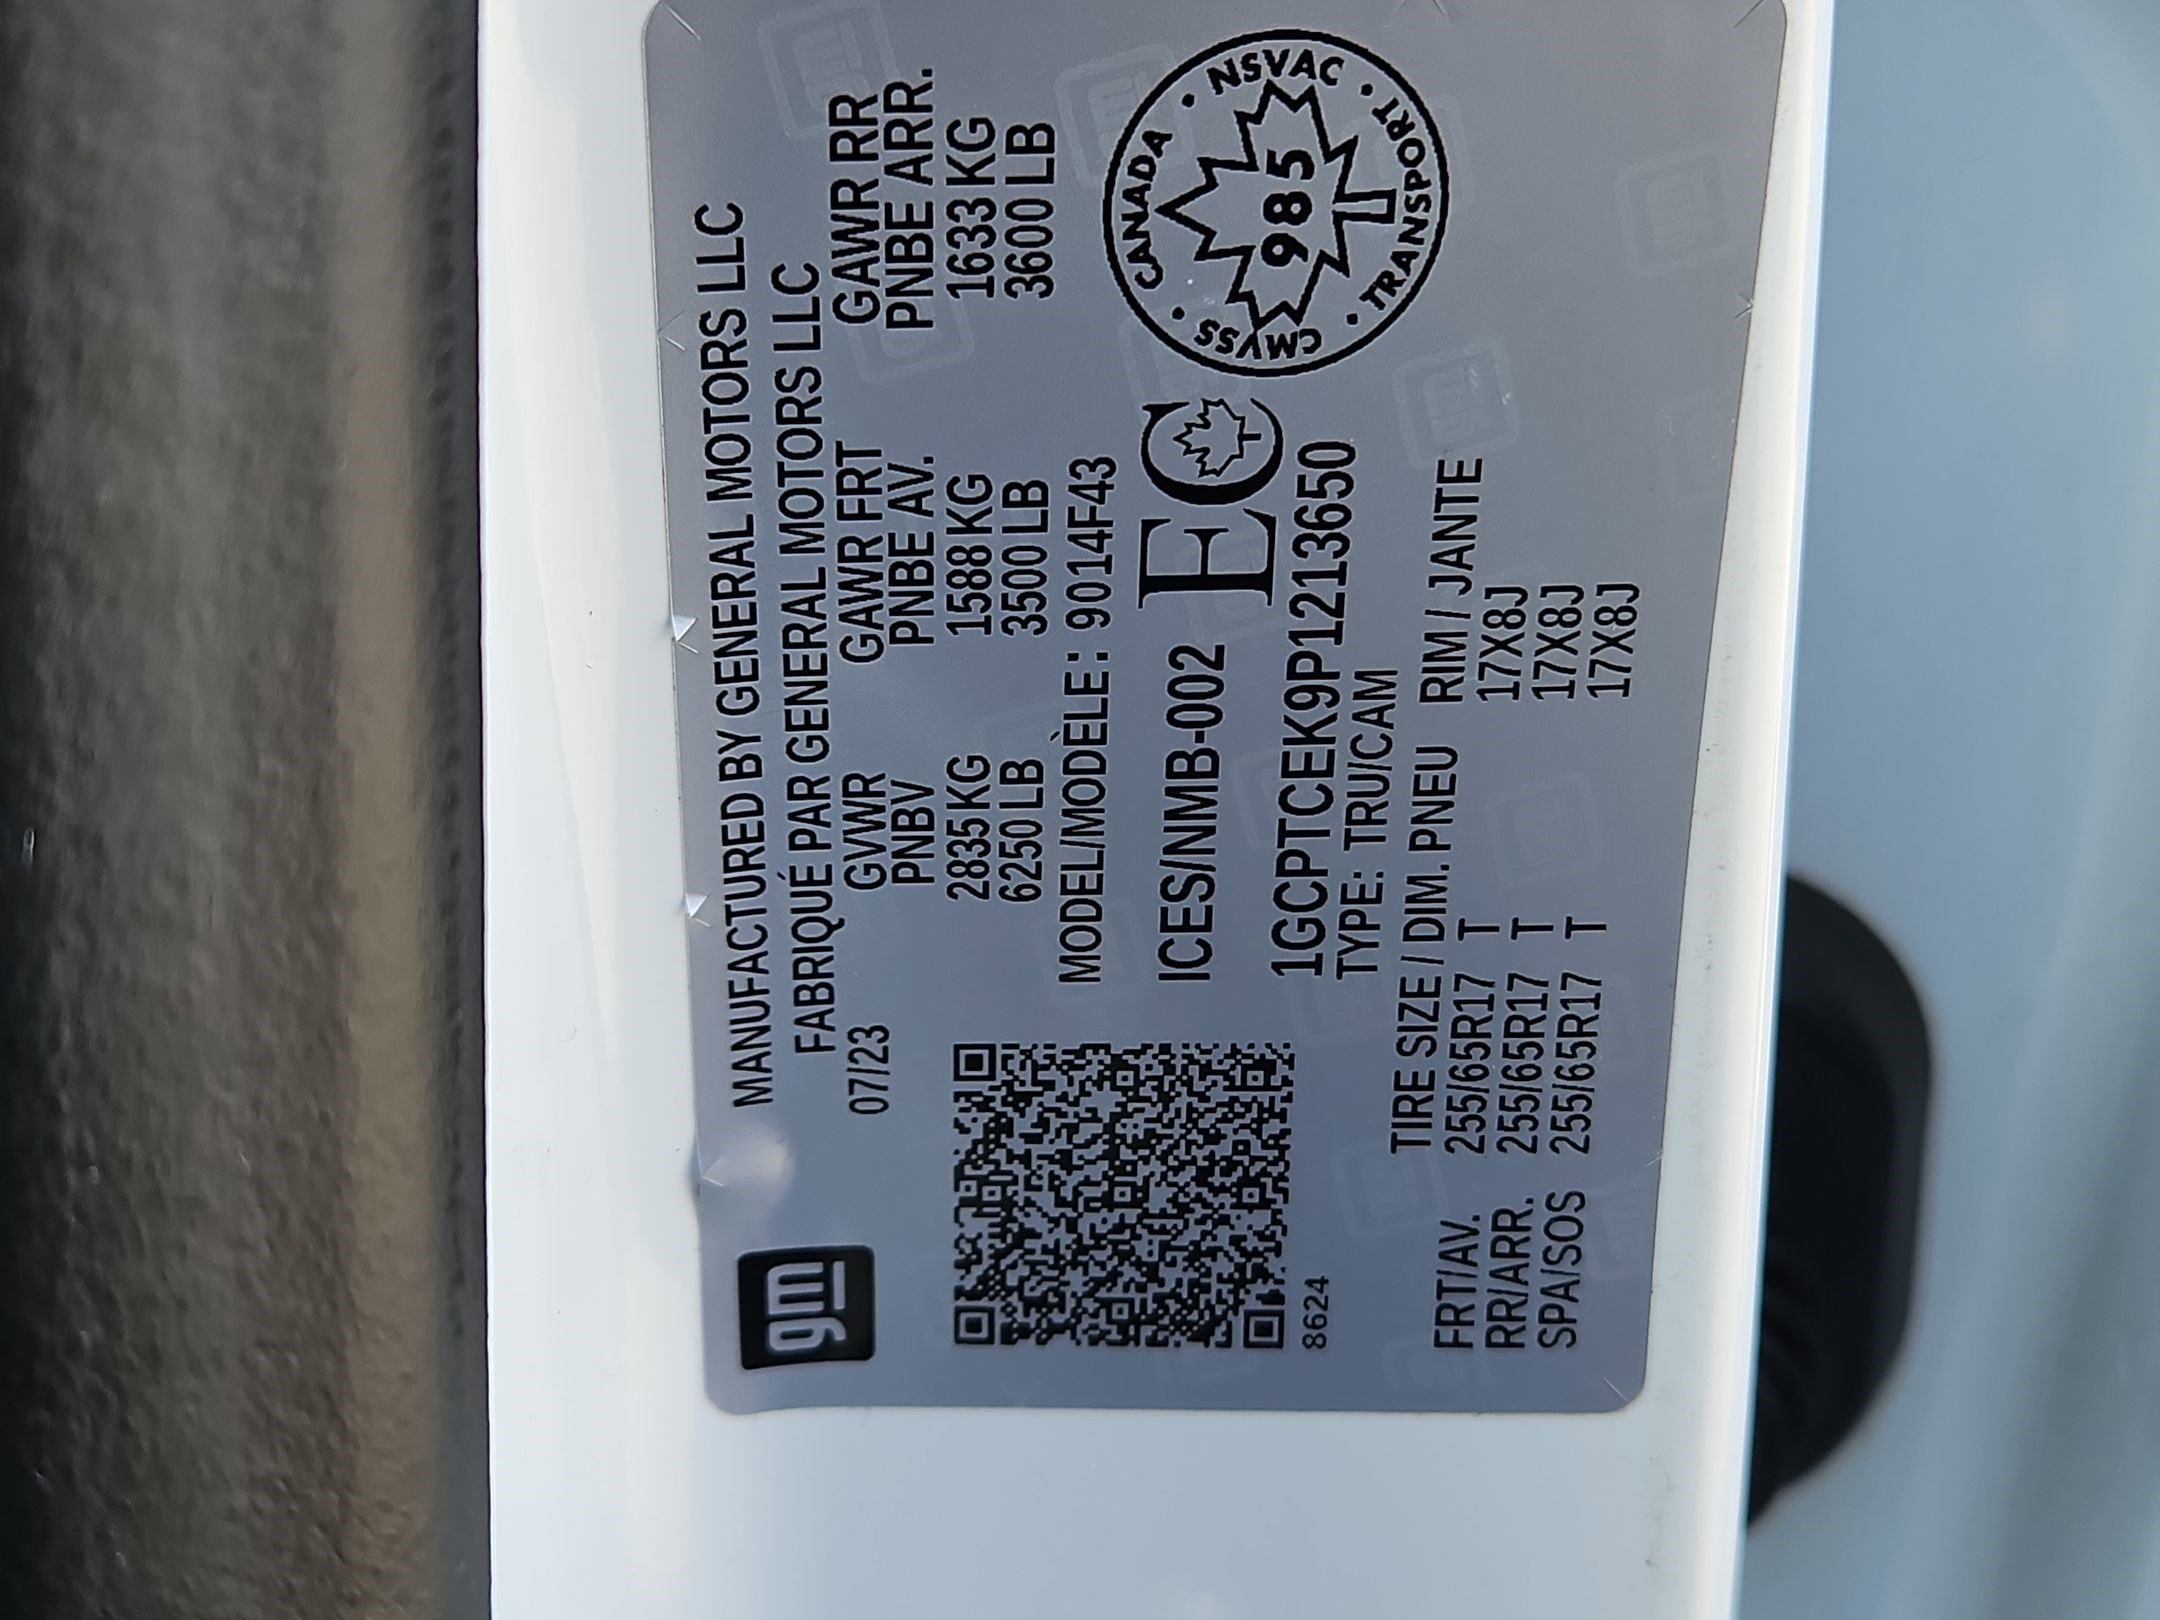 gm
MANUFACTURED BY GENERAL MOTORS LLC
FABRIQUÉ PAR GENERAL MOTORS LLC
07/23 GVWR GAWR FRT GAWR RR
PNBV PNBE AV. PNBE ARR.
2835 KG 1588 KG 1633 KG
6250 LB 3500 LB 3600 LB
MODEL/MODÈLE: 9014F43
ICES/NMB-002 EC
CANADA · NSVAC · TRANSPORT · CMVSS ·
985
1GCPTCEK9P1213650
8624 TYPE: TRU/CAM
TIRE SIZE / DIM. PNEU RIM / JANTE
FRT/AV. 255/65R17 T 17X8J
RR/ARR. 255/65R17 T 17X8J
SPA/SOS 255/65R17 T 17X8J